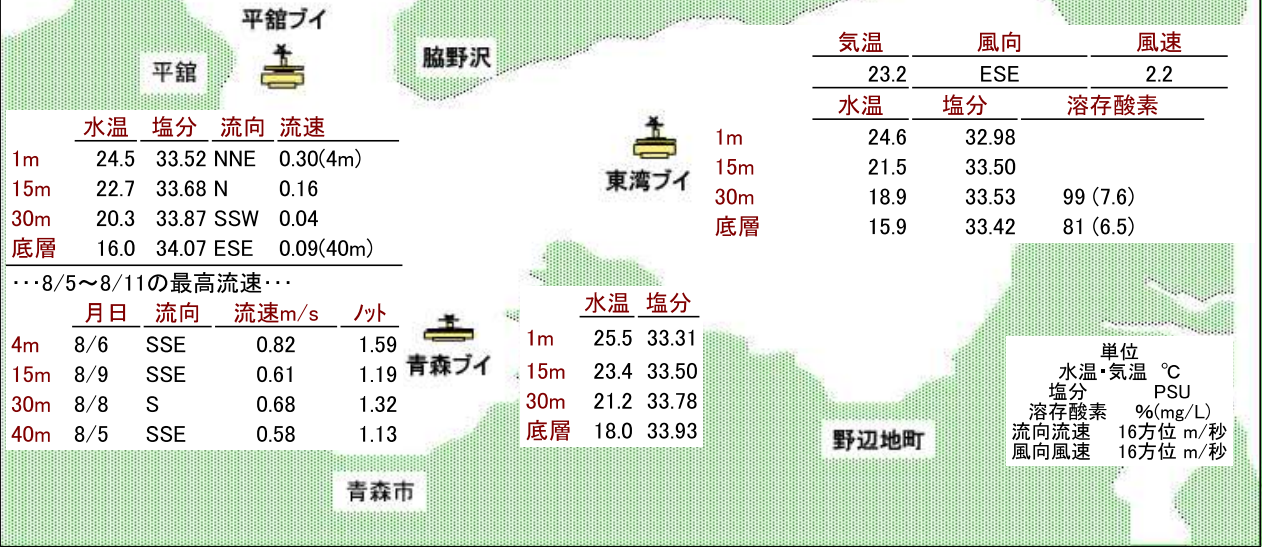 平舘ブイ
平舘
脇野沢
気温 風向 風速
23.2 ESE 2.2
水温 塩分 溶存酸素
1m 24.6 32.98
15m 21.5 33.50
30m 18.9 33.53 99 (7.6)
底層 15.9 33.42 81 (6.5)
東湾ブイ
水温 塩分 流向 流速
1m 24.5 33.52 NNE 0.30(4m)
15m 22.7 33.68 N 0.16
30m 20.3 33.87 SSW 0.04
底層 16.0 34.07 ESE 0.09(40m)
…8/5～8/11の最高流速…
月日 流向 流速m/s ノット
4m 8/6 SSE 0.82 1.59
15m 8/9 SSE 0.61 1.19
30m 8/8 S 0.68 1.32
40m 8/5 SSE 0.58 1.13
青森ブイ
水温 塩分
1m 25.5 33.31
15m 23.4 33.50
30m 21.2 33.78
底層 18.0 33.93
単位
水温・気温 ℃
塩分 PSU
溶存酸素 %(mg/L)
流向流速 16方位 m/秒
風向風速 16方位 m/秒
野辺地町
青森市